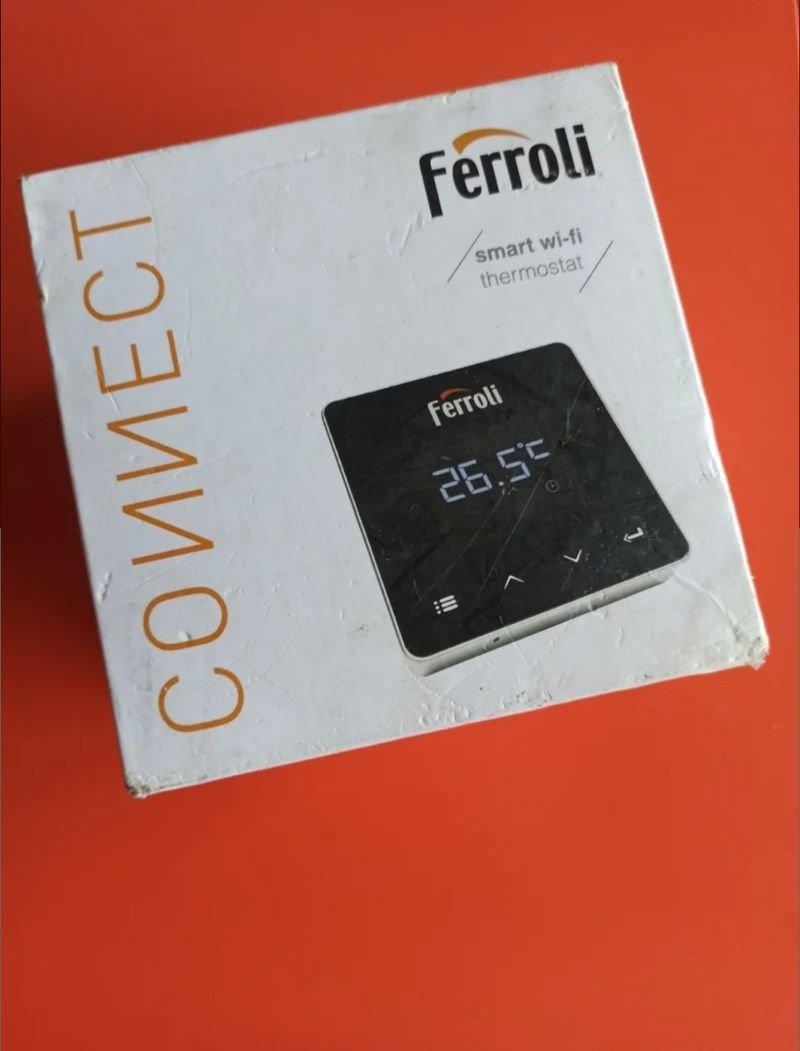 Ferroli
smart wi-fi
thermostat
CONNECT
Ferroli
26.5°C